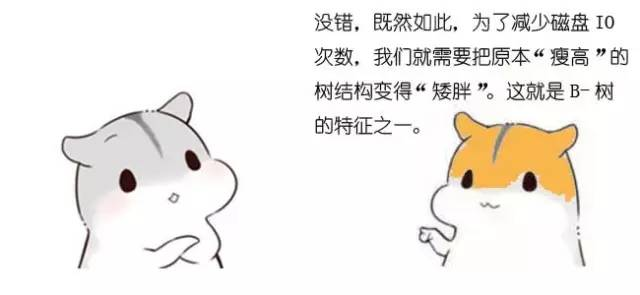 没错，既然如此，为了减少磁盘 IO
次数，我们就需要把原本“瘦高”的
树结构变得“矮胖”。这就是 B-树
的特征之一。